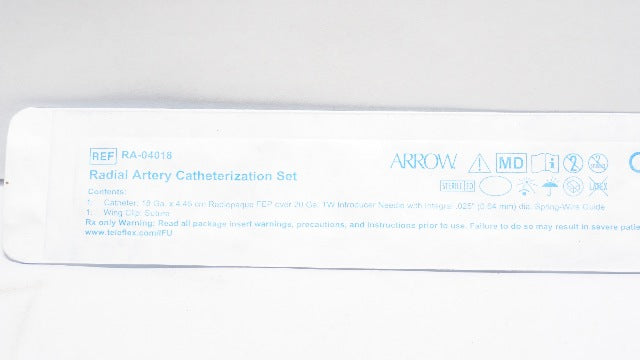 REF RA-04018
Radial Artery Catheterization Set
ARROW
MD
STERILE EO
LATEX
Contents:
1: Catheter: 18 Ga. x 4.45 cm Radiopaque FEP over 20 Ga. TW Introducer Needle with Integral .025" (0.64 mm) dia. Spring-Wire Guide
1: Wing Clip: Suture
Rx only Warning: Read all package insert warnings, precautions, and instructions prior to use. Failure to do so may result in severe patie
www.teleflex.com/IFU